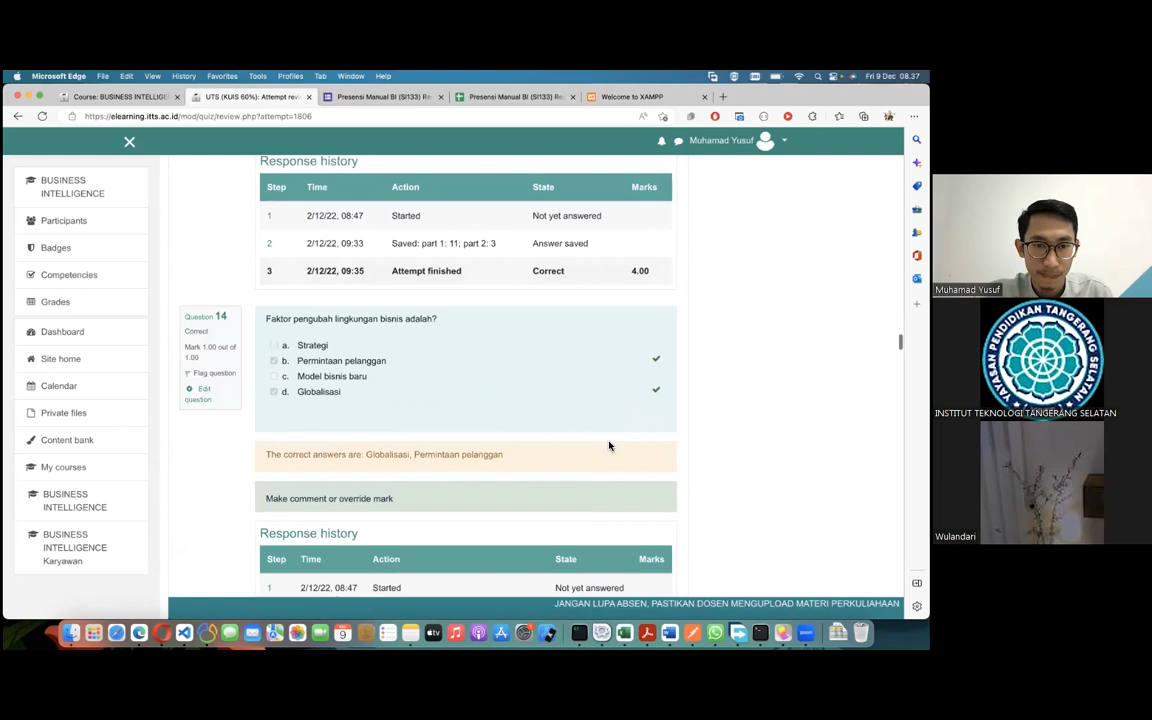 Microsoft Edge File Edit View History Favorites Tools Profiles Tab Window Help Fri 9 Dec 08.37
Course: BUSINESS INTELLIGE
UTS (KUIS 60%): Attempt revi
Presensi Manual BI (SI133) Re
Presensi Manual BI (SI133) Re
Welcome to XAMPP
https://elearning.itts.ac.id/mod/quiz/review.php?attempt=1806
Muhamad Yusuf
BUSINESS
INTELLIGENCE
Participants
Badges
Competencies
Grades
Dashboard
Site home
Calendar
Private files
Content bank
My courses
BUSINESS
INTELLIGENCE
BUSINESS
INTELLIGENCE
Karyawan
Response history
Step Time Action State Marks
1 2/12/22, 08:47 Started Not yet answered
2 2/12/22, 09:33 Saved: part 1: 11; part 2: 3 Answer saved
3 2/12/22, 09:35 Attempt finished Correct 4.00
Question 14
Correct
Mark 1.00 out of
1.00
Flag question
Edit
question
Faktor pengubah lingkungan bisnis adalah?
a. Strategi
b. Permintaan pelanggan
c. Model bisnis baru
d. Globalisasi
The correct answers are: Globalisasi, Permintaan pelanggan
Make comment or override mark
Response history
Step Time Action State Marks
1 2/12/22, 08:47 Started Not yet answered
JANGAN LUPA ABSEN, PASTIKAN DOSEN MENGUPLOAD MATERI PERKULIAHAAN
Muhamad Yusuf
YAYASAN PENDIDIKAN TANGERANG SELATAN
INSTITUT TEKNOLOGI TANGERANG SELATAN
Wulandari